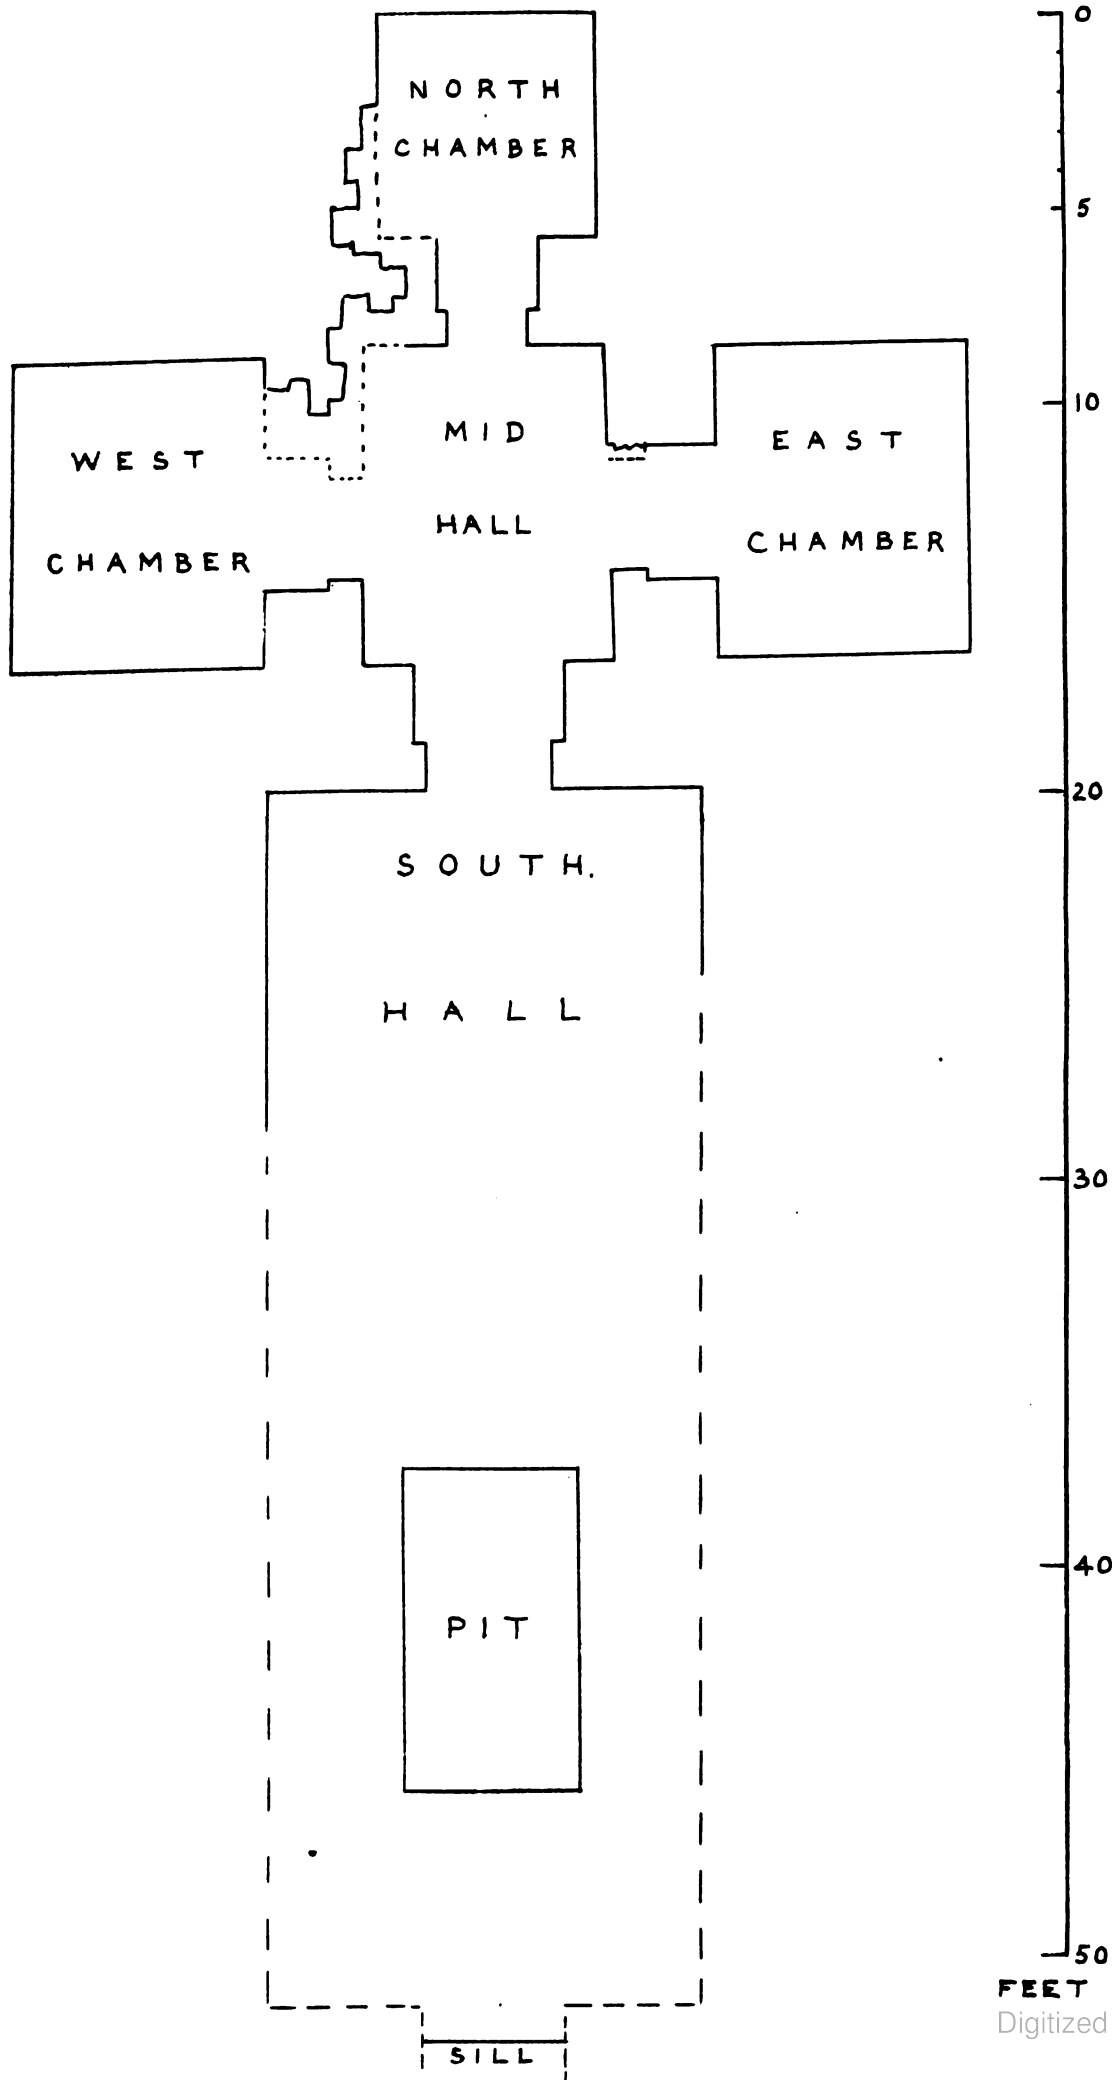 NORTH
CHAMBER
WEST
CHAMBER
MID
HALL
EAST
CHAMBER
SOUTH.
HALL
PIT
SILL
0
5
10
20
30
40
50
FEET
Digitized